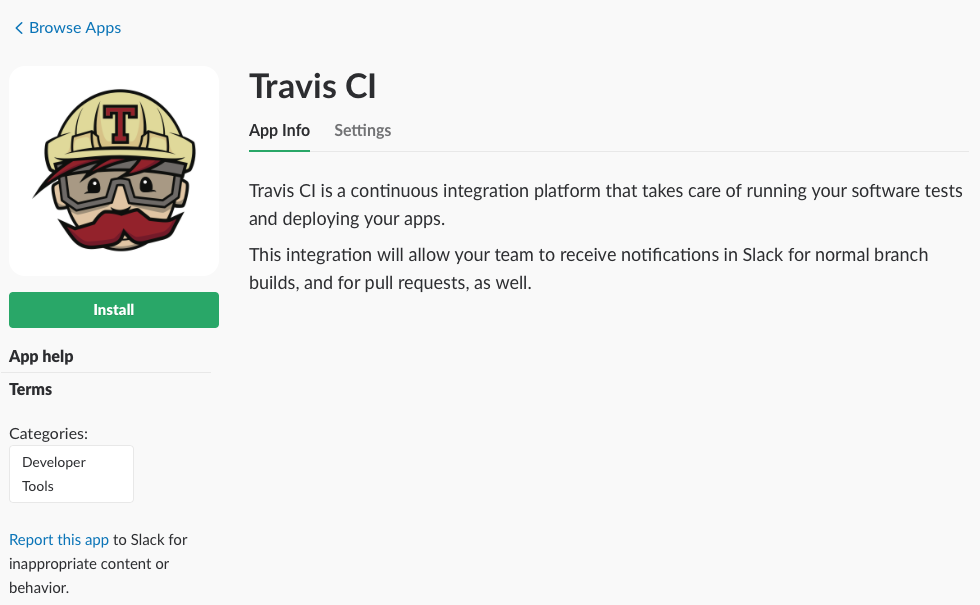 Browse Apps
T
Travis CI
App Info Settings
Travis CI is a continuous integration platform that takes care of running your software tests
and deploying your apps.
This integration will allow your team to receive notifications in Slack for normal branch
builds, and for pull requests, as well.
Install
App help
Terms
Categories:
Developer
Tools
Report this app to Slack for
inappropriate content or
behavior.